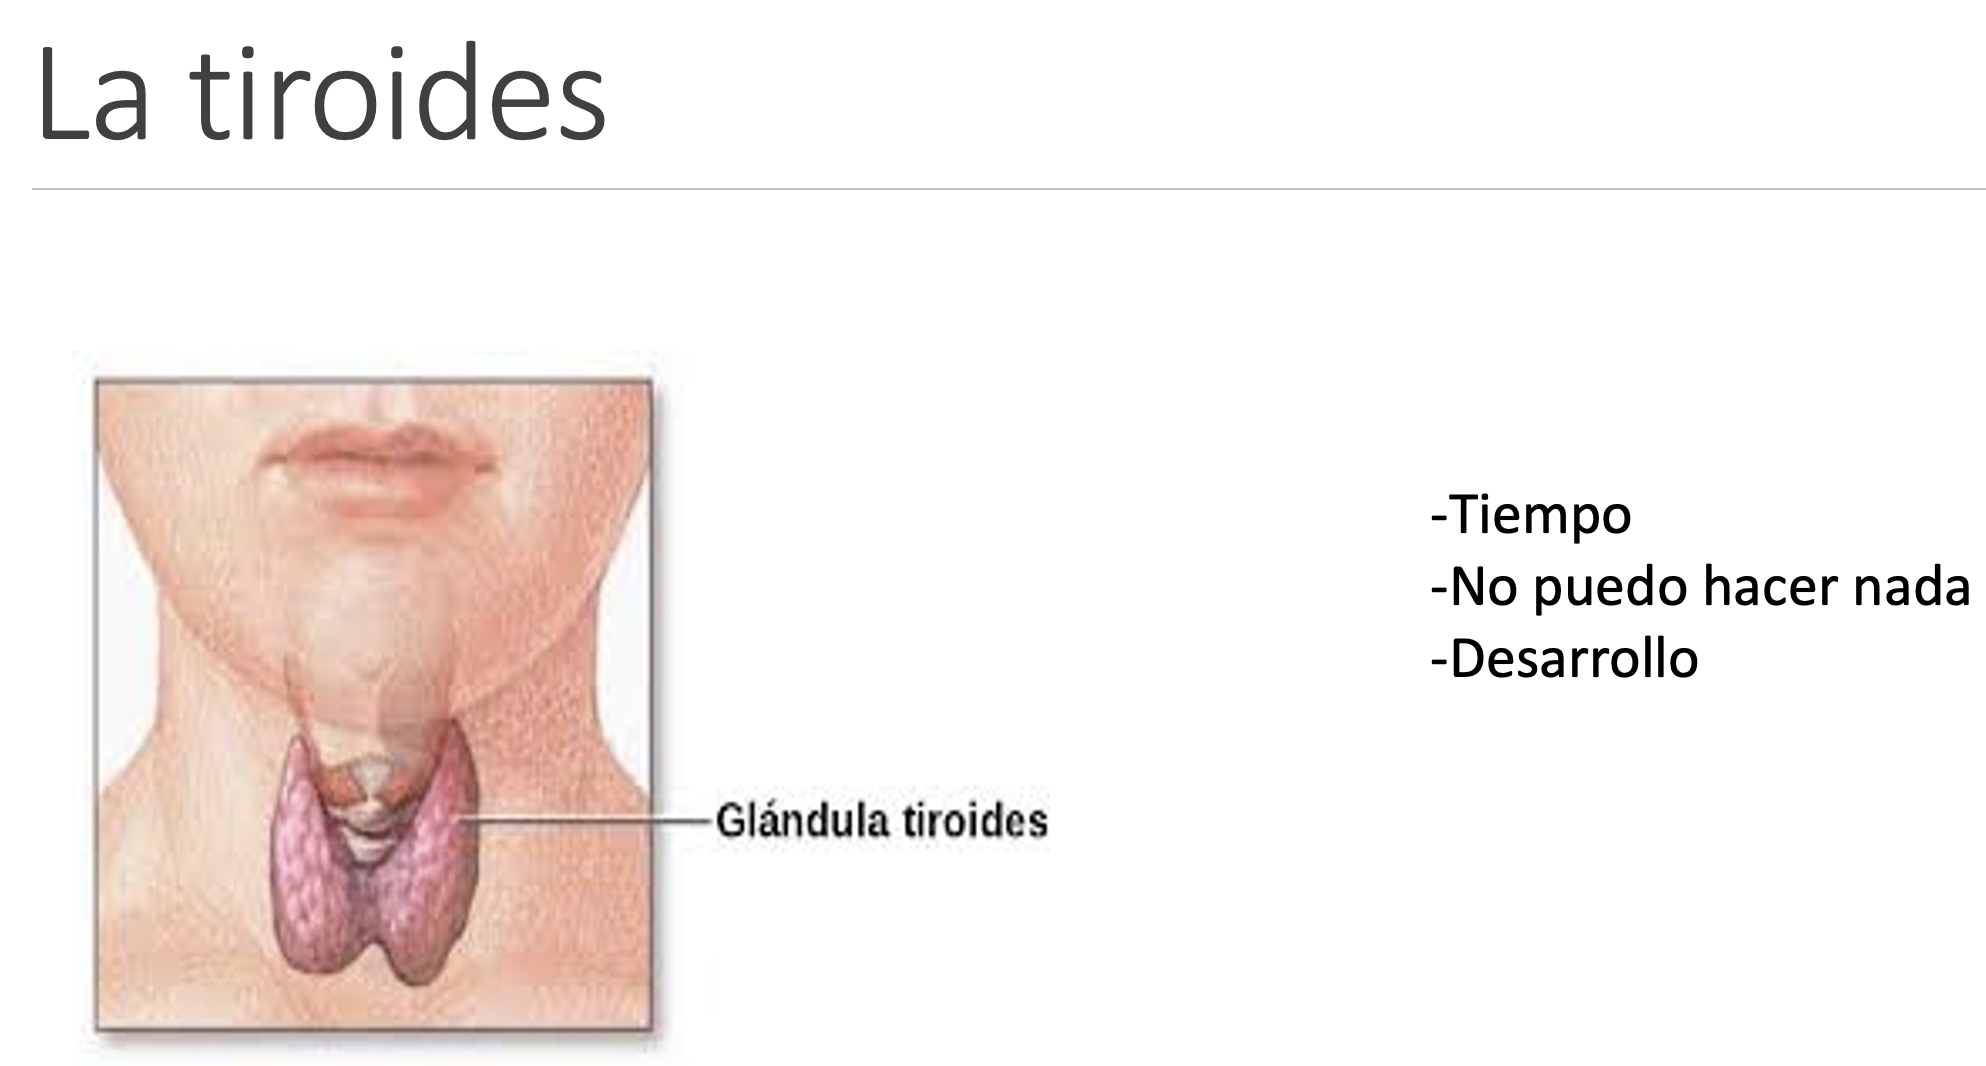 La tiroides
-Tiempo
-No puedo hacer nada
-Desarrollo
Glándula tiroides